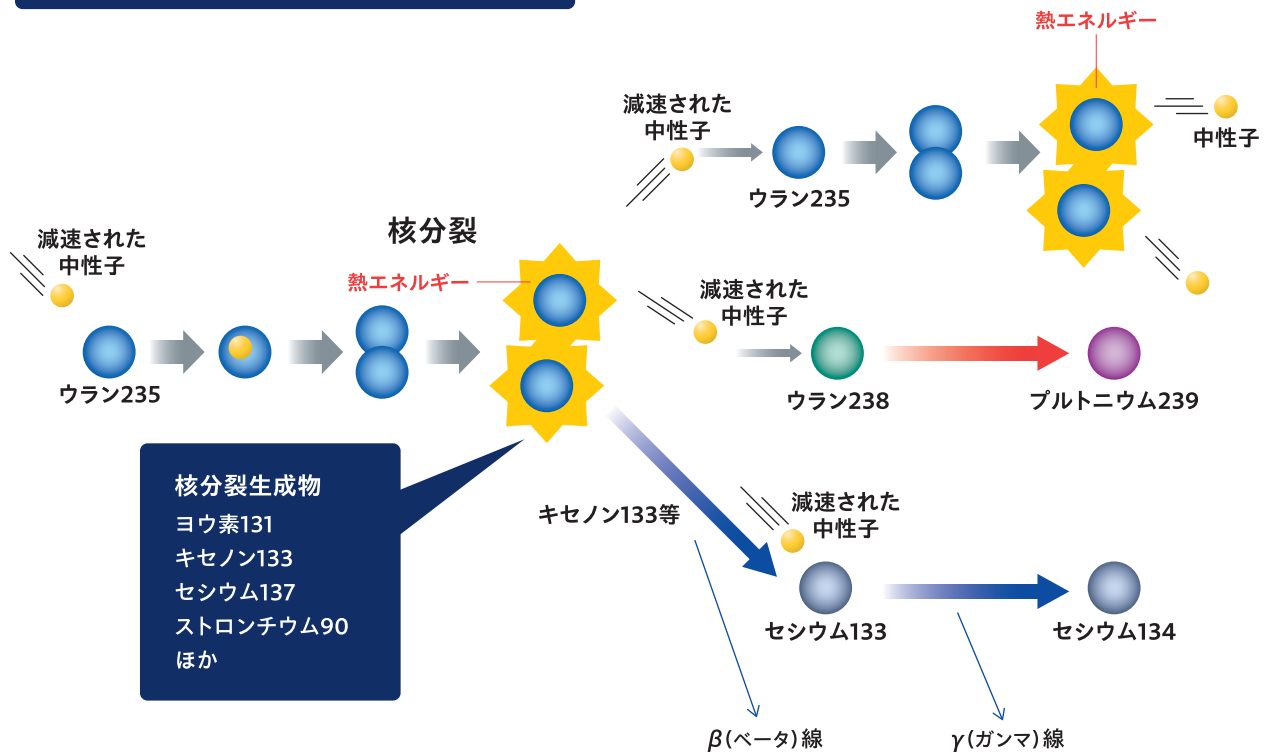 減速された
中性子
ウラン235
核分裂
熱エネルギー
減速された
中性子
ウラン235
熱エネルギー
中性子
減速された
中性子
ウラン238
プルトニウム239
核分裂生成物
ヨウ素131
キセノン133
セシウム137
ストロンチウム90
ほか
キセノン133等
減速された
中性子
セシウム133
セシウム134
β(ベータ)線
γ(ガンマ)線